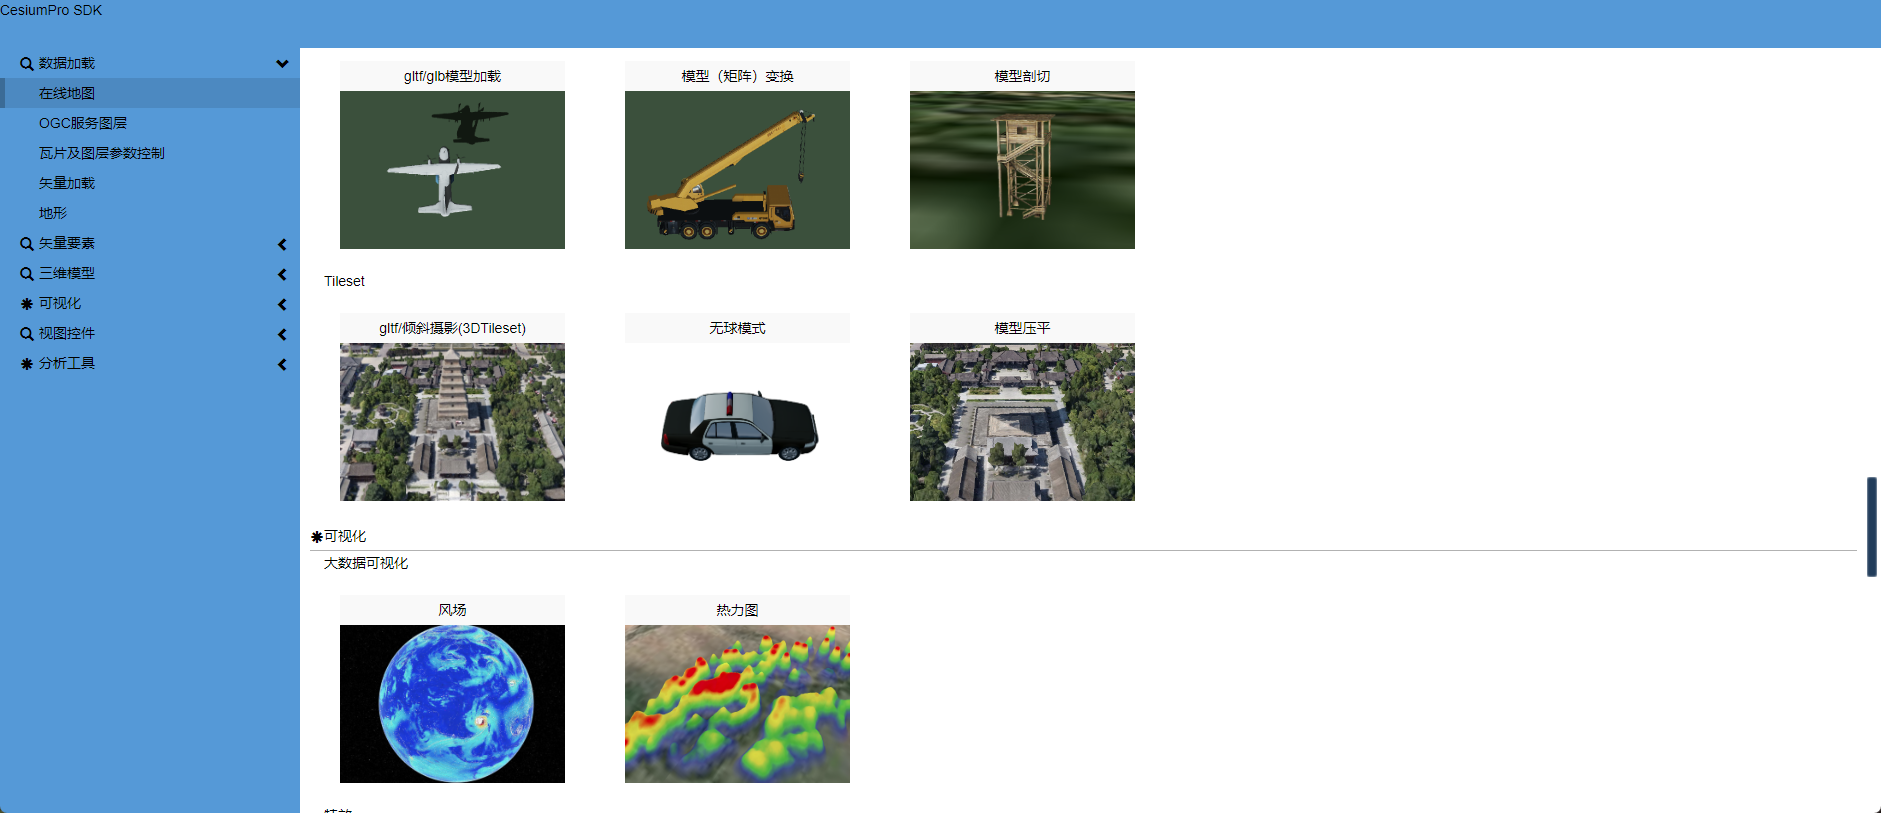 CesiumPro SDK
数据加载
在线地图
OGC服务图层
瓦片及图层参数控制
矢量加载
地形
矢量要素
三维模型
可视化
视图控件
分析工具
gltf/glb模型加载
模型（矩阵）变换
模型剖切
Tileset
gltf/倾斜摄影(3DTileset)
无球模式
模型压平
可视化
大数据可视化
风场
热力图